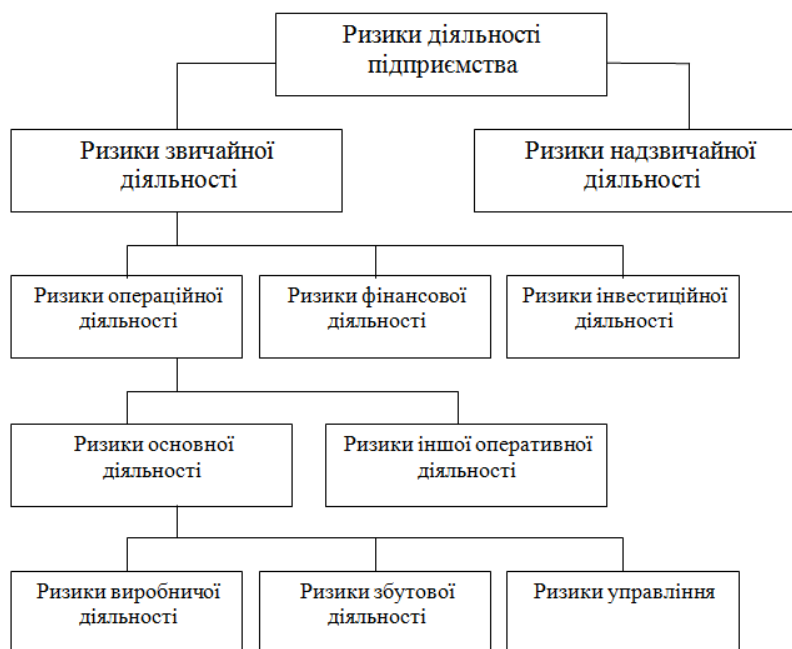 Ризики діяльності
підприємства
Ризики звичайної
діяльності
Ризики надзвичайної
діяльності
Ризики операційної
діяльності
Ризики фінансової
діяльності
Ризики інвестиційної
діяльності
Ризики основної
діяльності
Ризики іншої оперативної
діяльності
Ризики виробничої
діяльності
Ризики збутової
діяльності
Ризики управління